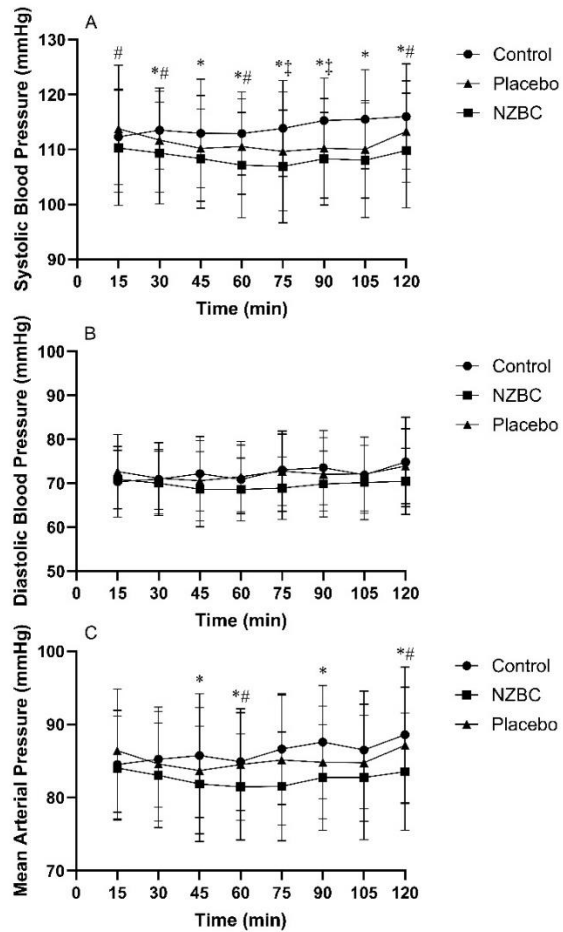 A
Systolic Blood Pressure (mmHg)
130
120
110
100
90
# *# * *# *‡ *‡ * *#
Control
Placebo
NZBC
0 15 30 45 60 75 90 105 120
Time (min)
B
Diastolic Blood Pressure (mmHg)
100
90
80
70
60
50
Control
NZBC
Placebo
0 15 30 45 60 75 90 105 120
Time (min)
C
Mean Arterial Pressure (mmHg)
100
90
80
70
* *# * *#
Control
NZBC
Placebo
0 15 30 45 60 75 90 105 120
Time (min)